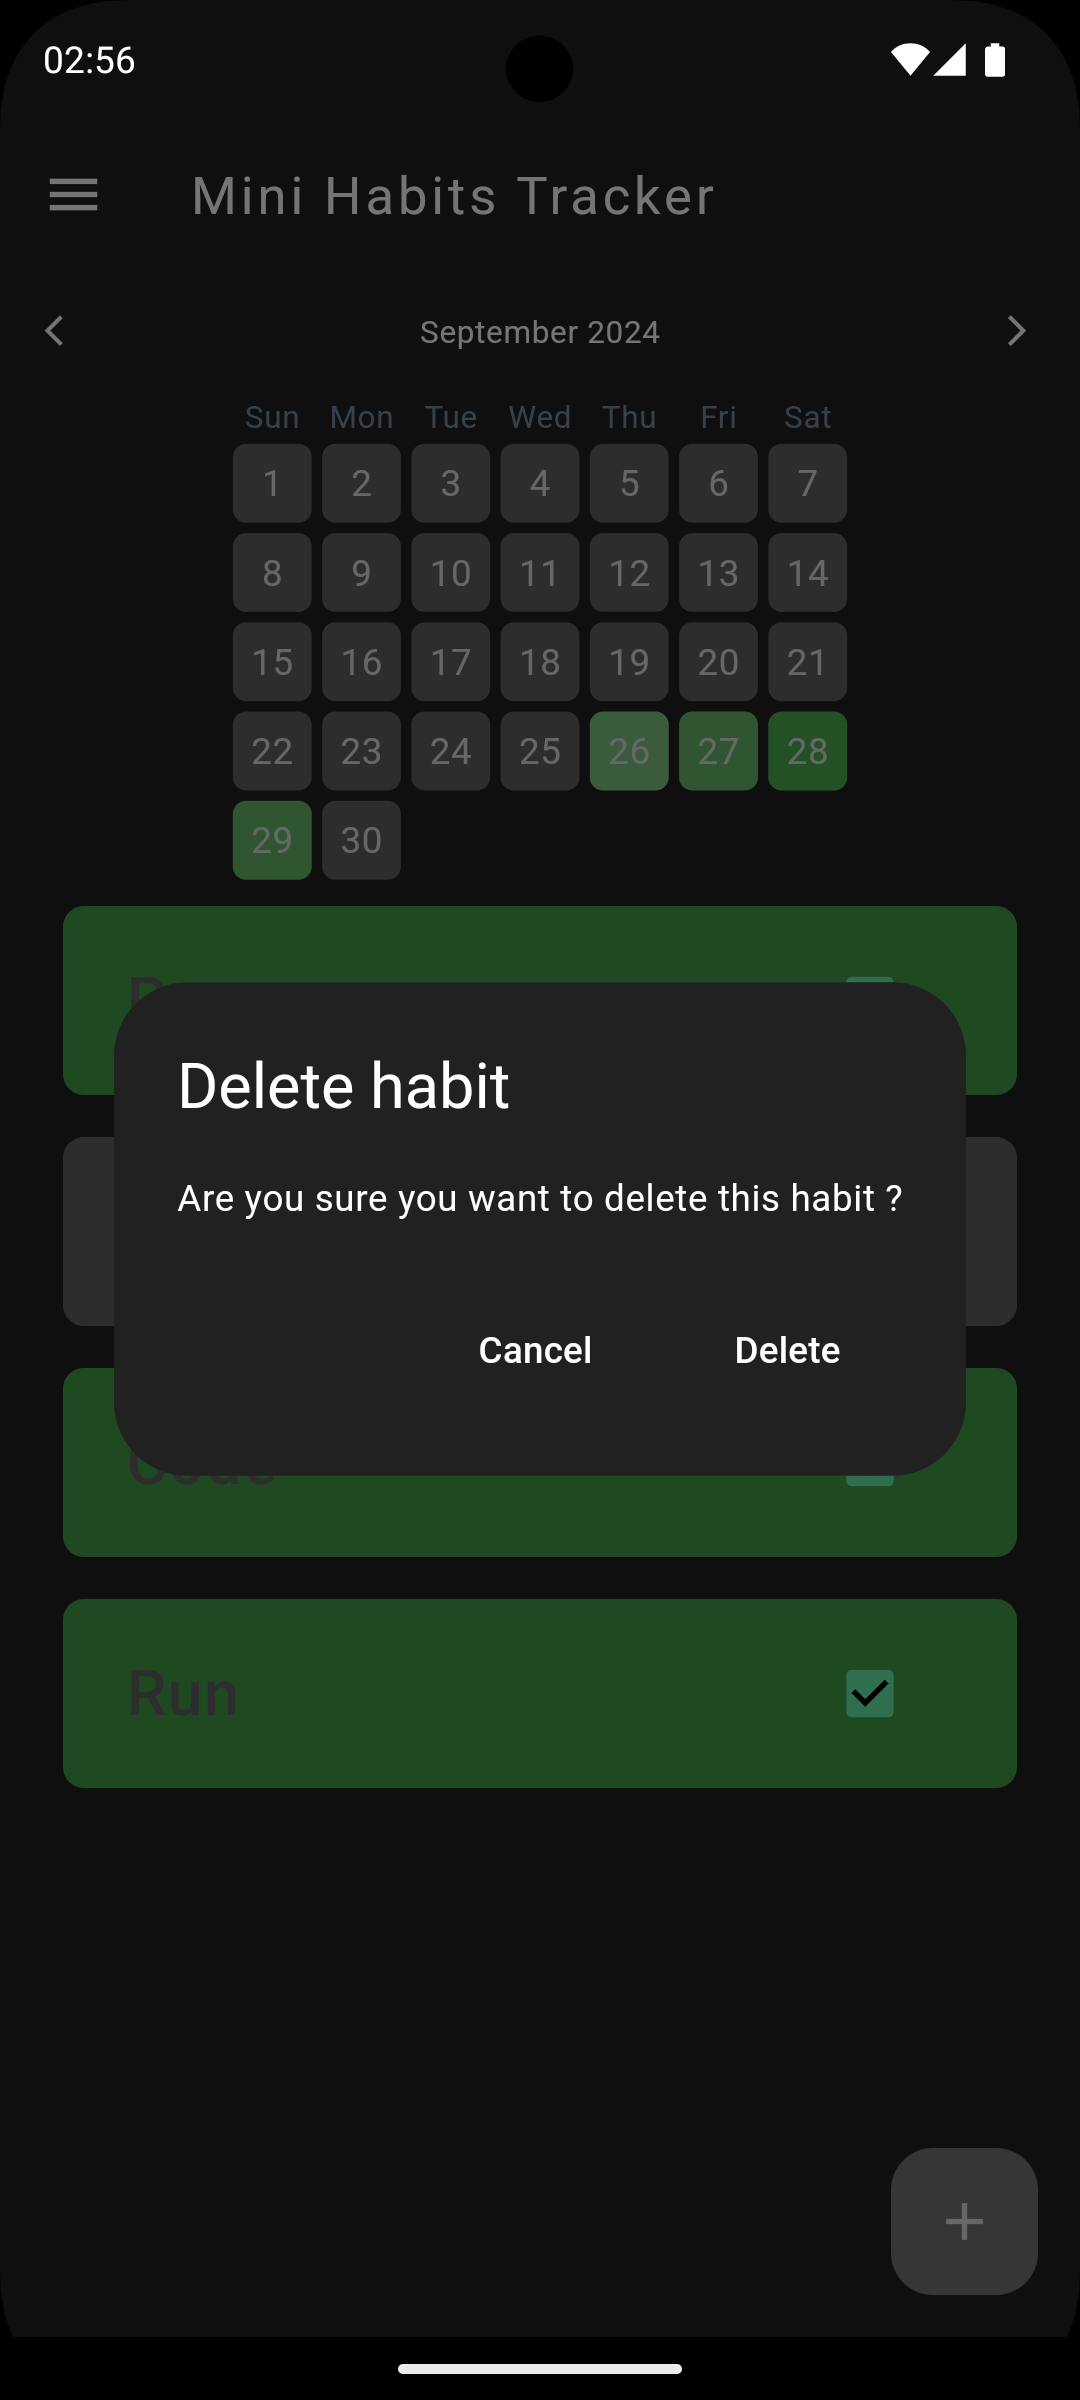 02:56
Mini Habits Tracker
September 2024
Sun Mon Tue Wed Thu Fri Sat
1 2 3 4 5 6 7
8 9 10 11 12 13 14
15 16 17 18 19 20 21
22 23 24 25 26 27 28
29 30
Delete habit
Are you sure you want to delete this habit ?
Cancel Delete
Run